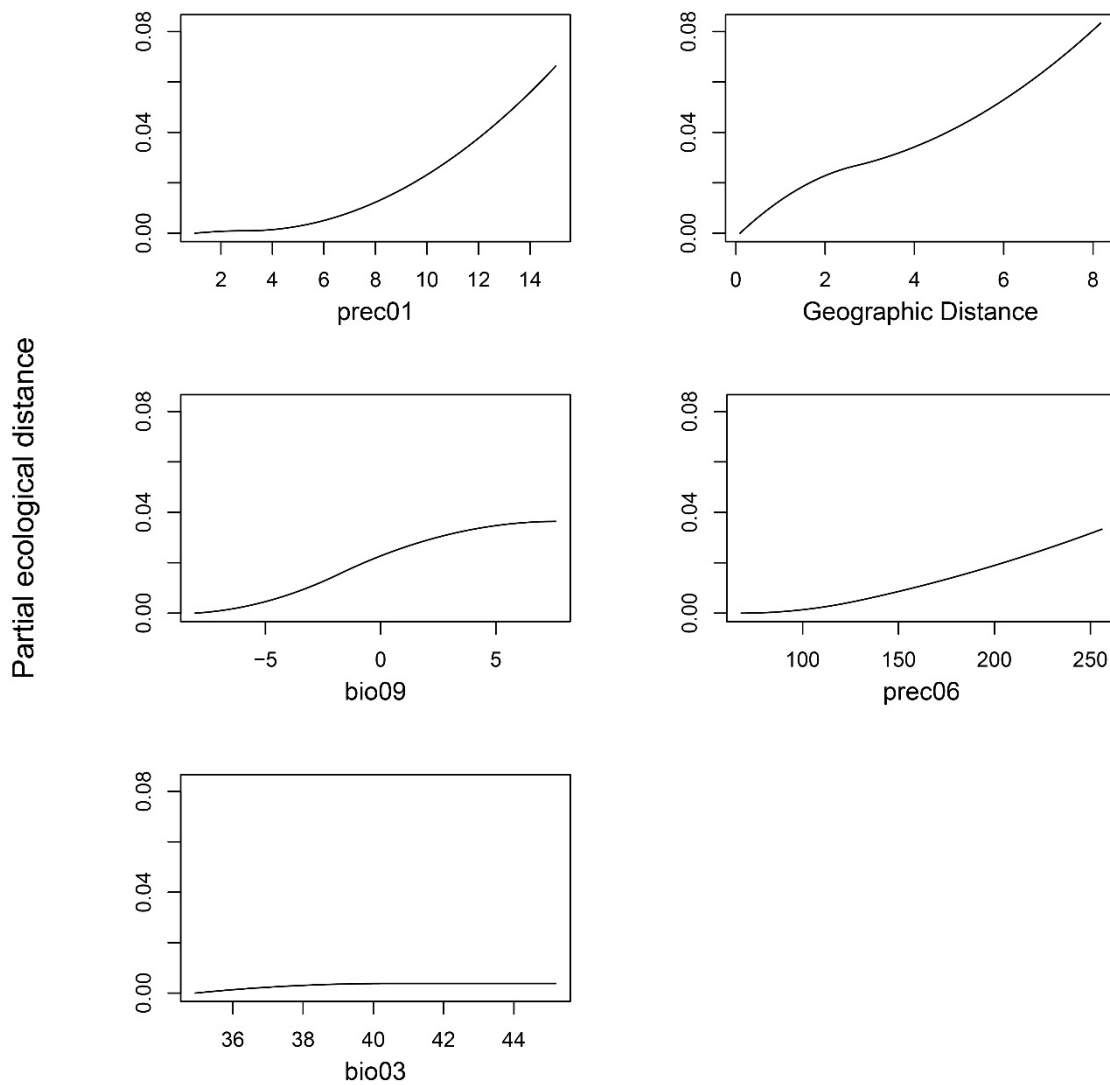 Partial ecological distance
0.00 0.04 0.08
2 4 6 8 10 12 14
prec01
0.00 0.04 0.08
0 2 4 6 8
Geographic Distance
0.00 0.04 0.08
−5 0 5
bio09
0.00 0.04 0.08
100 150 200 250
prec06
0.00 0.04 0.08
36 38 40 42 44
bio03